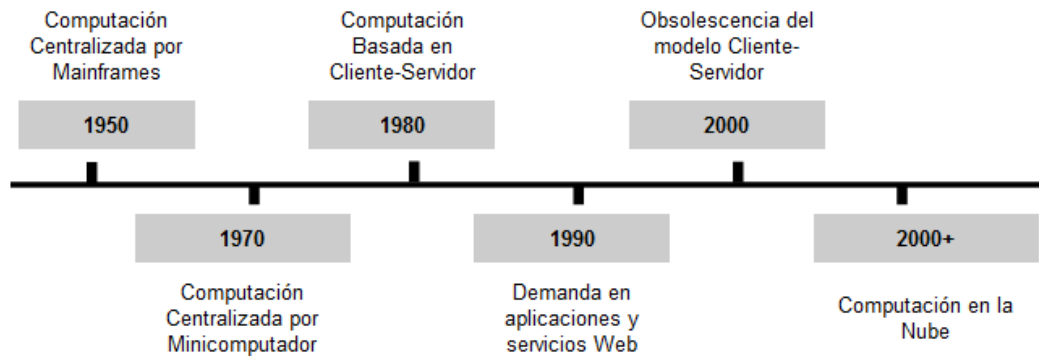 Computación
Centralizada por
Mainframes
1950
Computación
Basada en
Cliente-Servidor
1980
Obsolescencia del
modelo Cliente-
Servidor
2000
1970
Computación
Centralizada por
Minicomputador
1990
Demanda en
aplicaciones y
servicios Web
2000+
Computación en la
Nube